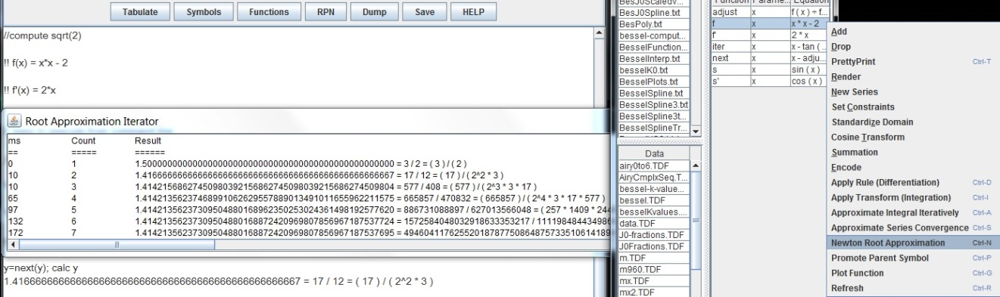 Tabulate Symbols Functions RPN Dump Save HELP
//compute sqrt(2)
!! f(x) = x*x - 2
!! f'(x) = 2*x
Root Approximation Iterator
ms Count Result
== ===== ======
0 1 1.50000000000000000000000000000000000000000000000000 = 3 / 2 = ( 3 ) / ( 2 )
10 2 1.41666666666666666666666666666666666666666666666667 = 17 / 12 = ( 17 ) / ( 2^2 * 3 )
10 3 1.41421568627450980392156862745098039215686274509804 = 577 / 408 = ( 577 ) / ( 2^3 * 3 * 17 )
65 4 1.41421356237468991062629557889013491011655962211575 = 665857 / 470832 = ( 665857 ) / ( 2^4 * 3 * 17 * 577 )
97 5 1.41421356237309504880168962350253024361498192577620 = 886731088897 / 627013566048 = ( 257 * 1409 * 244
132 6 1.41421356237309504880168872420969807856967187537724 = 1572584048032918633353217 / 111198484434986
172 7 1.41421356237309504880168872420969807856967187537695 = 49460411762552018787750864875733510614189
y=next(y); calc y
1.41666666666666666666666666666666666666666666666667 = 17 / 12 = ( 17 ) / ( 2^2 * 3 )
BesJ0Spline.txt
BesPoly.txt
bessel-comput...
BesselFunction...
BesselInterp.txt
besselK0.txt
BesselPlots.txt
BesselSpline.txt
BesselSpline3.txt
BesselSpline3t...
BesselSplineTr...
Data
airy0to6.TDF
AiryCmplxSeq.T...
bessel-k-value...
bessel.TDF
besselKvalues....
data.TDF
J0-fractions.TDF
J0Fractions.TDF
m.TDF
m960.TDF
mx.TDF
mx2.TDF
Function Parame... Equation
adjust x f ( x ) ÷ f...
f x x * x - 2
f' x 2 * x
iter x x - tan ( ...
next x x - adju...
s x sin ( x )
s' x cos ( x )
Add
Drop
PrettyPrint Ctrl-T
Render
New Series
Set Constraints
Standardize Domain
Cosine Transform
Summation
Encode
Apply Rule (Differentiation) Ctrl-D
Apply Transform (Integration) Ctrl-I
Approximate Integral Iteratively Ctrl-A
Approximate Series Convergence Ctrl-S
Newton Root Approximation Ctrl-N
Promote Parent Symbol Ctrl-P
Plot Function Ctrl-G
Refresh Ctrl-R